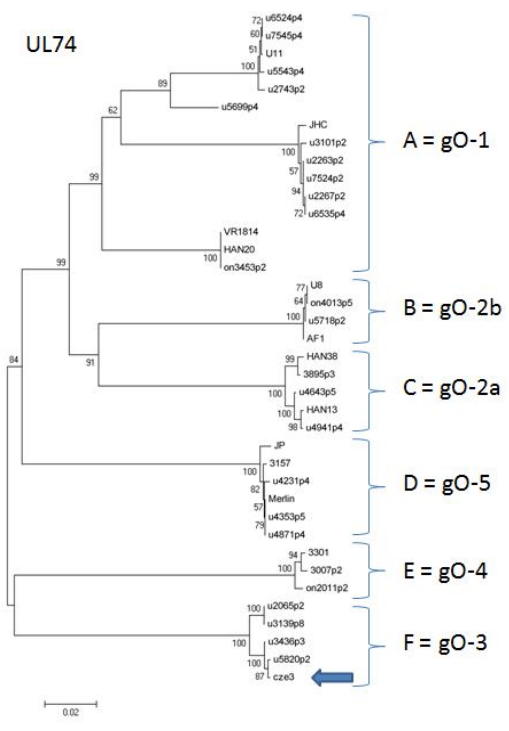 UL74
72 u6524p4
60 u7545p4
51 U11
100 u5543p4
u2743p2
89
u5699p4
62
JHC
100 u3101p2
u2263p2
57 u7524p2
94 u2267p2
72 u6535p4
A = gO-1
99
VR1814
HAN20
100 on3453p2
99
77 U8
64 on4013p5
100 u5718p2
AF1
B = gO-2b
91
99 HAN38
3895p3
100 u4643p5
100 HAN13
98 u4941p4
C = gO-2a
84
JP
100 3157
u4231p4
82 Merlin
57 u4353p5
79 u4871p4
D = gO-5
94 3301
3007p2
100 on2011p2
E = gO-4
100 u2065p2
u3139p8
100 u3436p3
100 u5820p2
87 cze3
F = gO-3
0.02